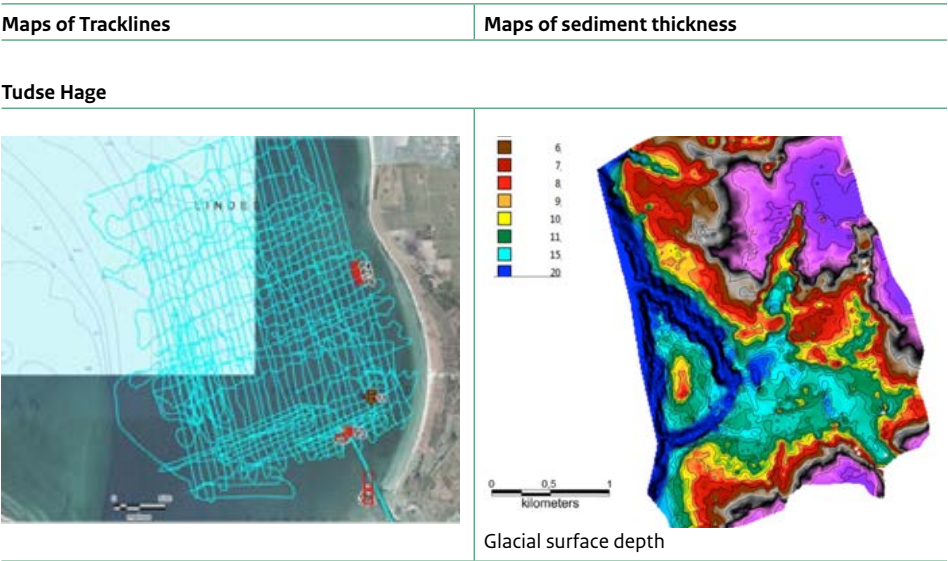 Maps of Tracklines
Maps of sediment thickness
Tudse Hage
6
7
8
9
10
11
15
20
0 0,5 1
kilometers
Glacial surface depth